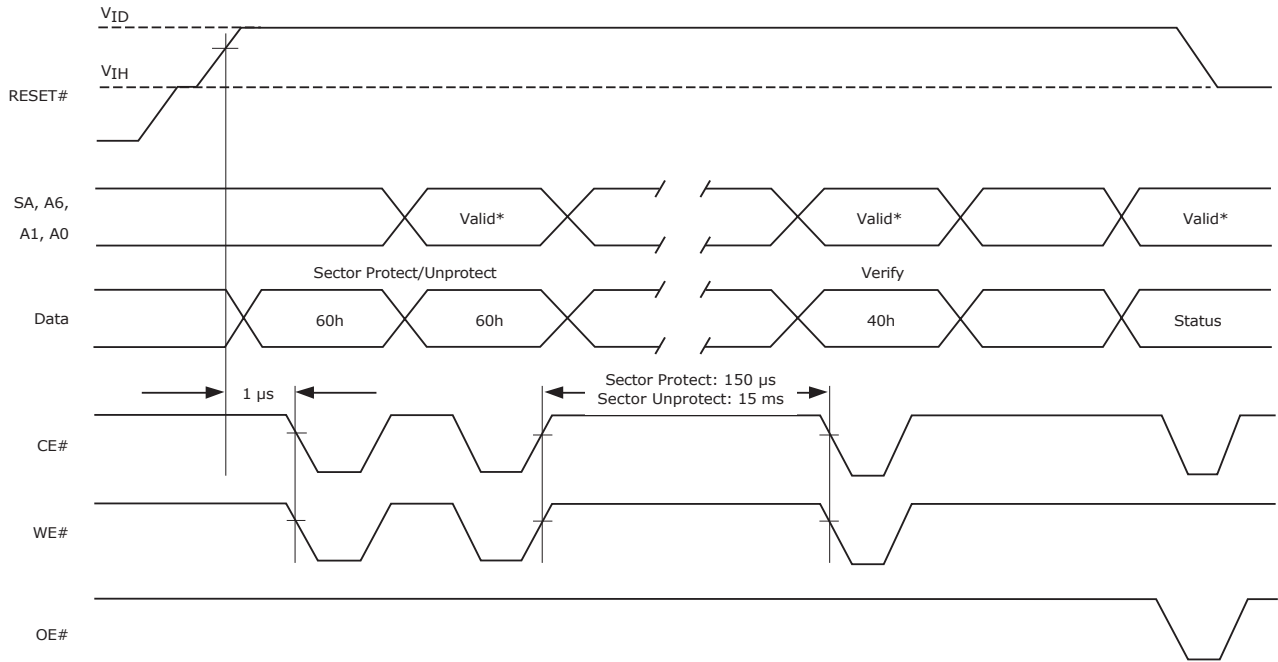 VID
VIH
RESET#
SA, A6,
A1, A0
Valid*
Valid*
Valid*
Sector Protect/Unprotect
Verify
Data
60h
60h
40h
Status
1 µs
Sector Protect: 150 µs
Sector Unprotect: 15 ms
CE#
WE#
OE#